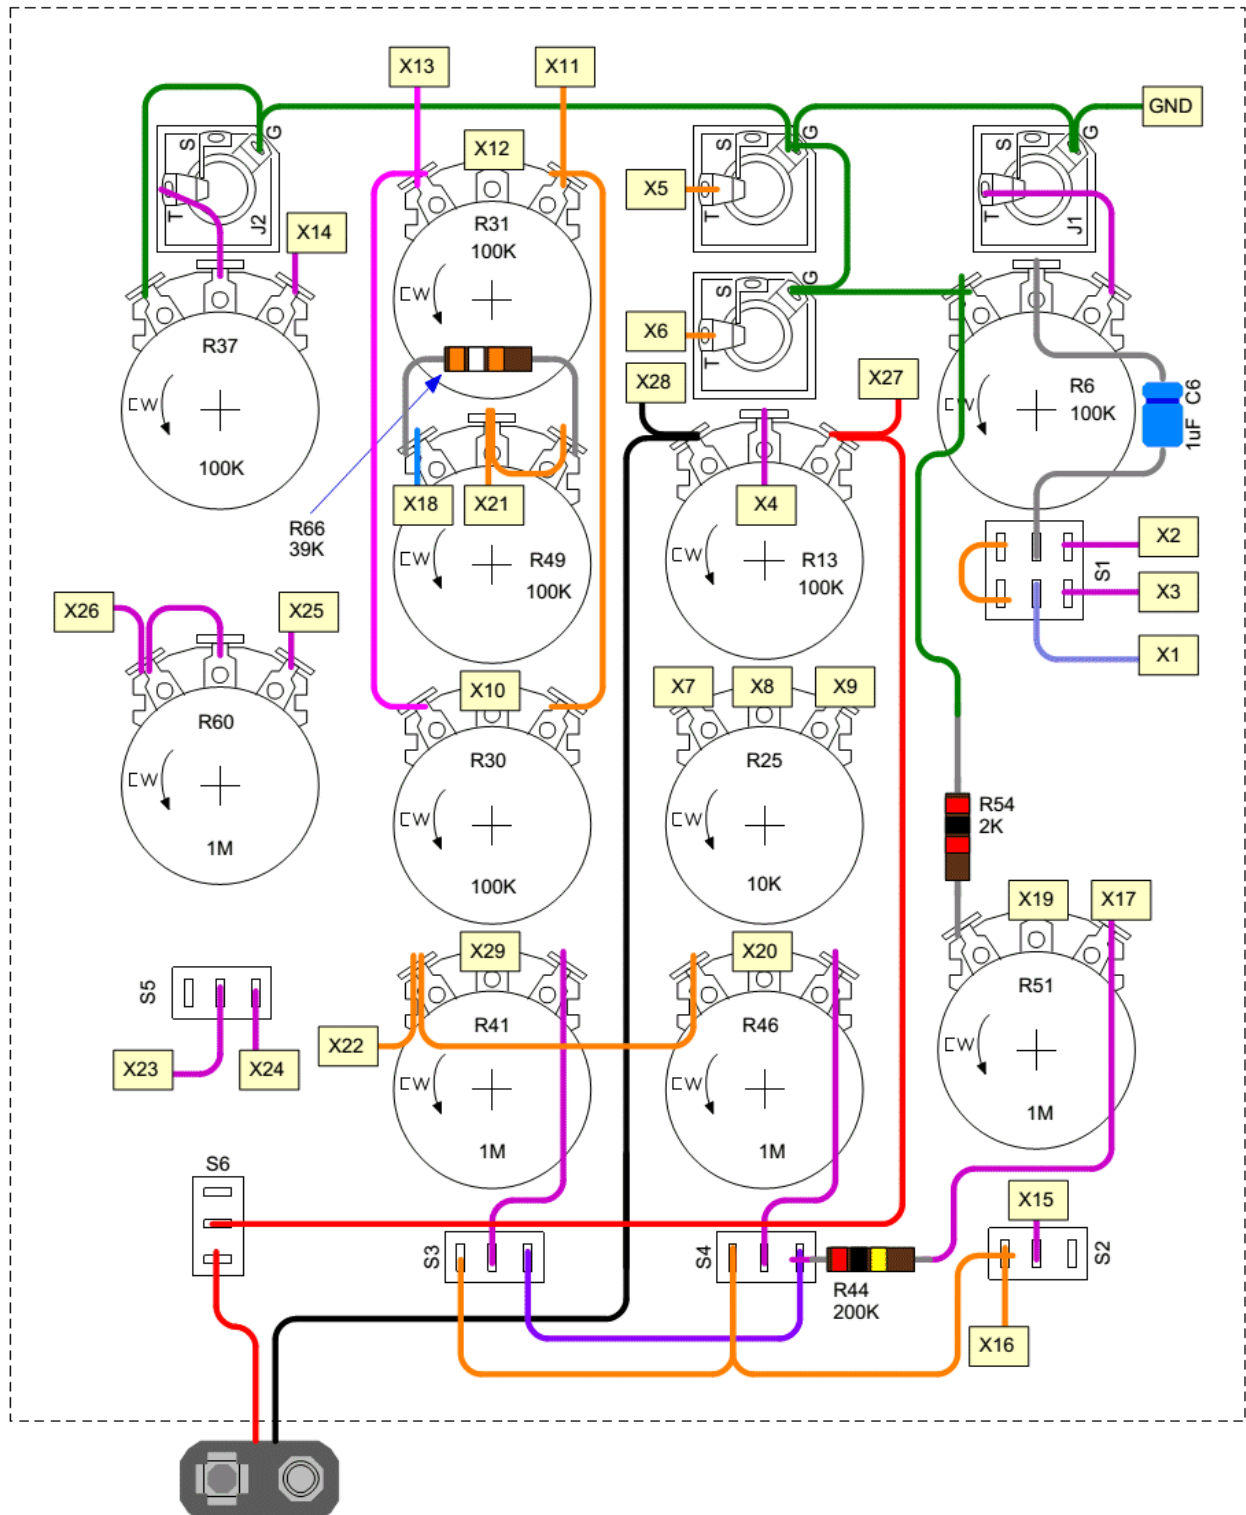 X13
X11
GND
X12
S
G
S
G
S
G
X5
T
J2
T
T
J1
X14
R31
100K
CW
S
G
X6
T
R37
CW
100K
X28
X27
R6
100K
CW
C6
1uF
X18
X21
X4
R66
39K
CW
R49
100K
CW
R13
100K
X2
S1
X3
X1
X26
X25
R60
CW
1M
X10
R30
CW
100K
X7
X8
X9
R25
CW
10K
R54
2K
X19
X17
R51
CW
1M
S5
X23
X24
X29
X22
R41
CW
1M
X20
R46
CW
1M
S6
S3
S4
R44
200K
X15
S2
X16